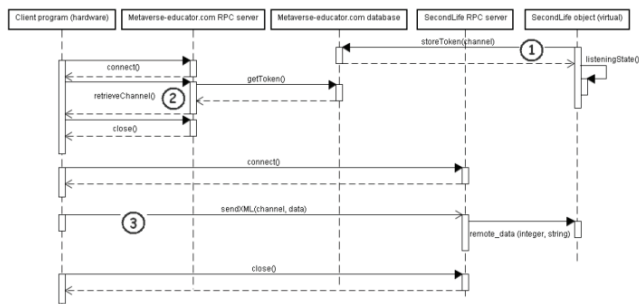 Client program (hardware)
Metaverse-educator.com RPC server
Metaverse-educator.com database
SecondLife RPC server
SecondLife object (virtual)
storeToken(channel)
1
listeningState()
connect()
getToken()
retrieveChannel()
2
close()
connect()
sendXML(channel, data)
3
remote_data (integer, string)
close()